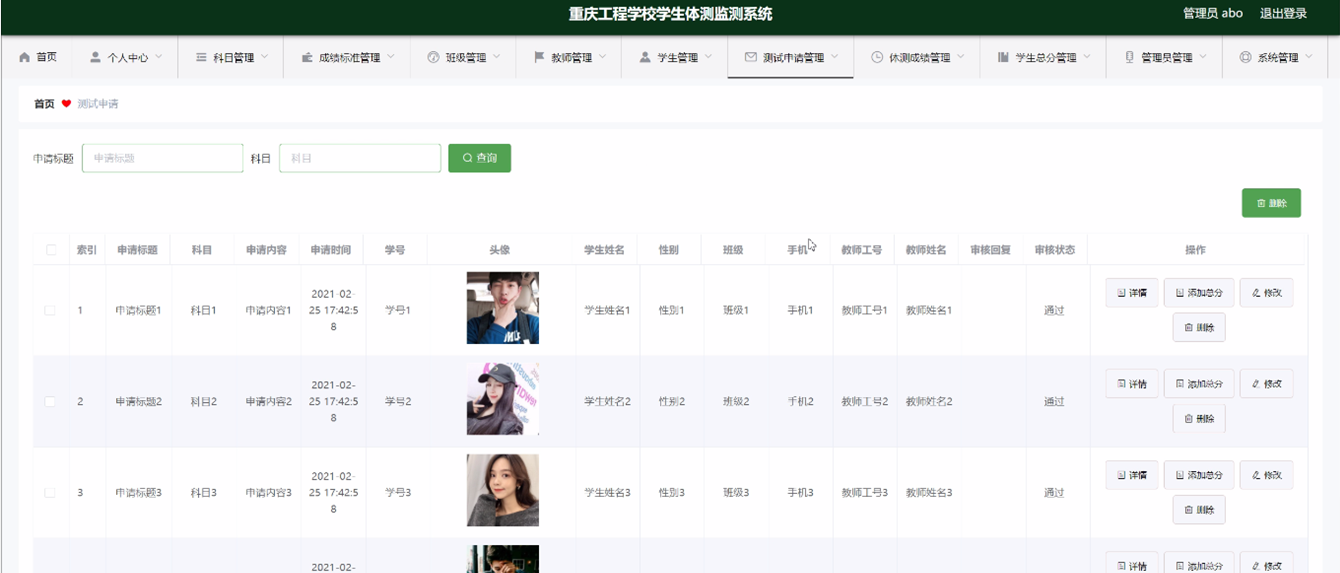 重庆工程学校学生体测监测系统
管理员 abo 退出登录
首页 个人中心 科目管理 成绩标准管理 班级管理 教师管理 学生管理 测试申请管理 体测成绩管理 学生总分管理 管理员管理 系统管理
首页 测试申请
申请标题 申请标题 科目 科目 查询
删除
索引 申请标题 科目 申请内容 申请时间 学号 头像 学生姓名 性别 班级 手机 教师工号 教师姓名 审核回复 审核状态 操作
1 申请标题1 科目1 申请内容1 2021-02-25 17:42:58 学号1 学生姓名1 性别1 班级1 手机1 教师工号1 教师姓名1 通过 详情 添加总分 修改
删除
2 申请标题2 科目2 申请内容2 2021-02-25 17:42:58 学号2 学生姓名2 性别2 班级2 手机2 教师工号2 教师姓名2 通过 详情 添加总分 修改
删除
3 申请标题3 科目3 申请内容3 2021-02-25 17:42:58 学号3 学生姓名3 性别3 班级3 手机3 教师工号3 教师姓名3 通过 详情 添加总分 修改
删除
2021-02- 详情 添加总分 修改